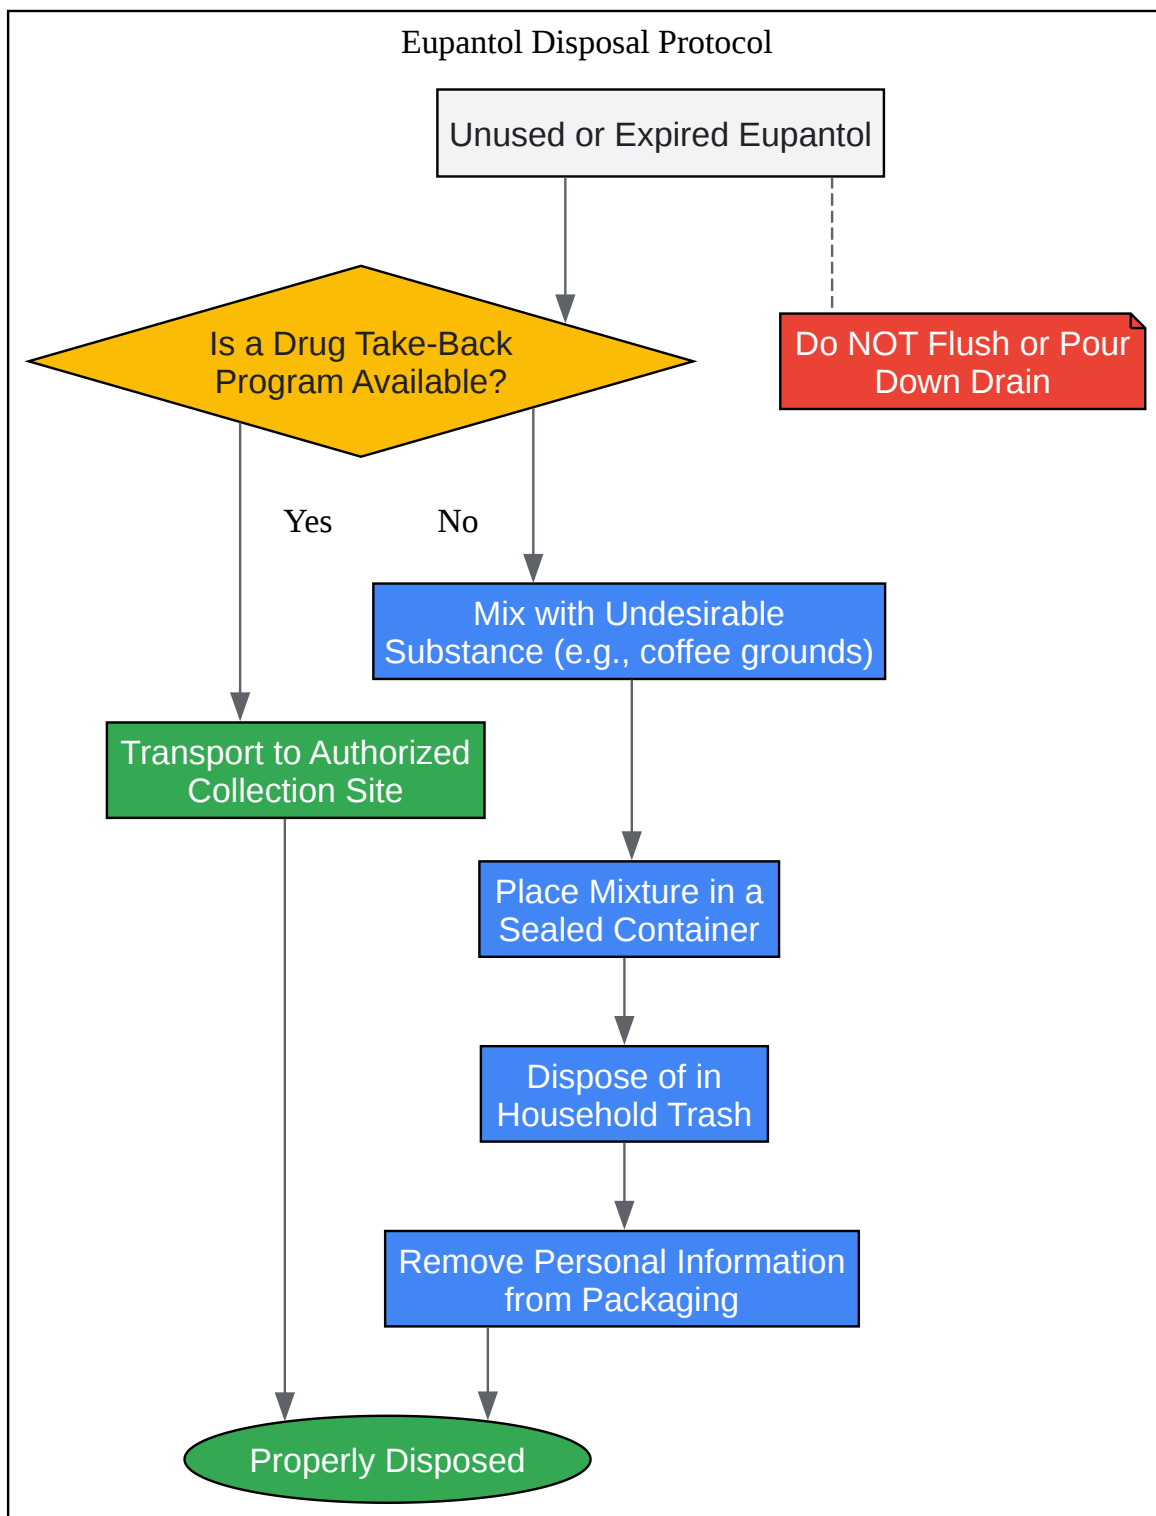 Eupantol Disposal Protocol
Unused or Expired Eupantol
Is a Drug Take-Back
Program Available?
Do NOT Flush or Pour
Down Drain
Yes
No
Mix with Undesirable
Substance (e.g., coffee grounds)
Transport to Authorized
Collection Site
Place Mixture in a
Sealed Container
Dispose of in
Household Trash
Remove Personal Information
from Packaging
Properly Disposed